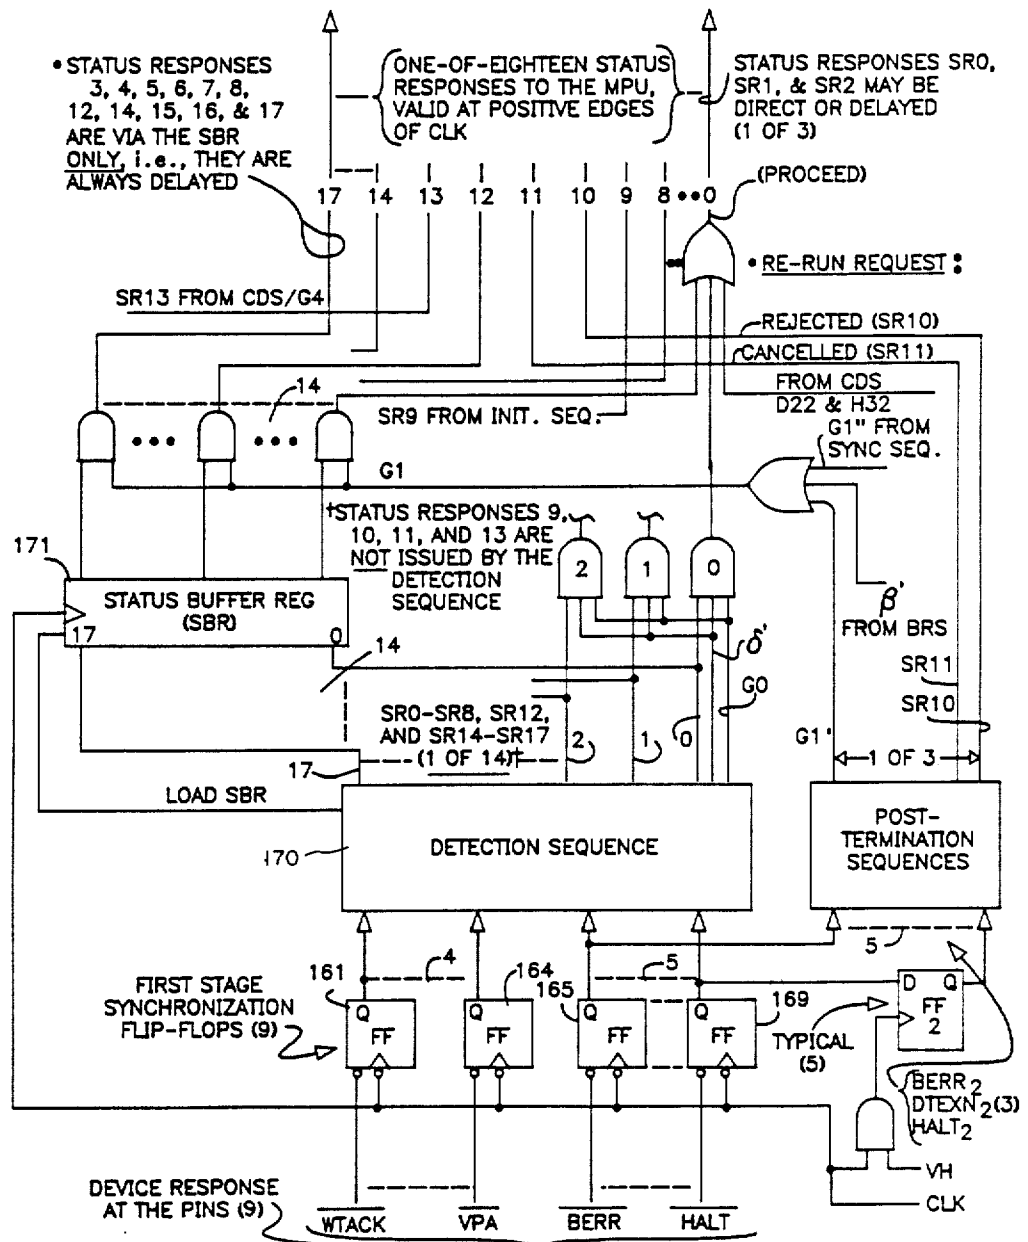 • STATUS RESPONSES
3, 4, 5, 6, 7, 8,
12, 14, 15, 16, & 17
ARE VIA THE SBR
ONLY, i.e., THEY ARE
ALWAYS DELAYED
ONE-OF-EIGHTEEN STATUS
RESPONSES TO THE MPU,
VALID AT POSITIVE EDGES
OF CLK
STATUS RESPONSES SR0,
SR1, & SR2 MAY BE
DIRECT OR DELAYED
(1 OF 3)
17 14 13 12 11 10 9 8 •• 0
(PROCEED)
• RE-RUN REQUEST :
SR13 FROM CDS/G4
REJECTED (SR10)
CANCELLED (SR11)
FROM CDS
D22 & H32
14
SR9 FROM INIT. SEQ.
G1" FROM
SYNC SEQ.
G1
†STATUS RESPONSES 9,
10, 11, AND 13 ARE
NOT ISSUED BY THE
DETECTION
SEQUENCE
2 1 0
171
STATUS BUFFER REG
(SBR)
17 0
β'
FROM BRS
14
δ'
G0
SR11
SR10
SR0-SR8, SR12,
AND SR14-SR17
(1 OF 14)†
17 2 1 0
G1'
1 OF 3
LOAD SBR
DETECTION SEQUENCE
170
POST-
TERMINATION
SEQUENCES
4 5 5
FIRST STAGE
SYNCHRONIZATION
FLIP-FLOPS (9)
161 164 165 169
Q Q Q Q
FF FF FF FF
D Q
FF
2
TYPICAL
(5)
BERR2
DTEXN2 (3)
HALT2
VH
CLK
DEVICE RESPONSE
AT THE PINS (9)
WTACK VPA BERR HALT